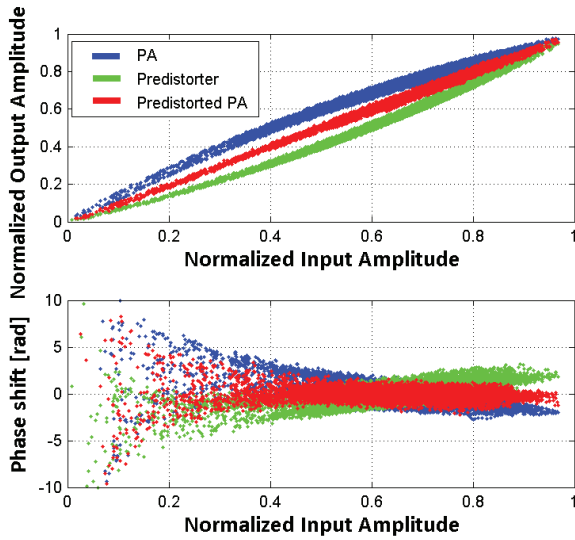 Normalized Output Amplitude
1
0.8
0.6
0.4
0.2
0
PA
Predistorter
Predistorted PA
0 0.2 0.4 0.6 0.8 1
Normalized Input Amplitude
Phase shift [rad]
10
5
0
-5
-10
0 0.2 0.4 0.6 0.8 1
Normalized Input Amplitude